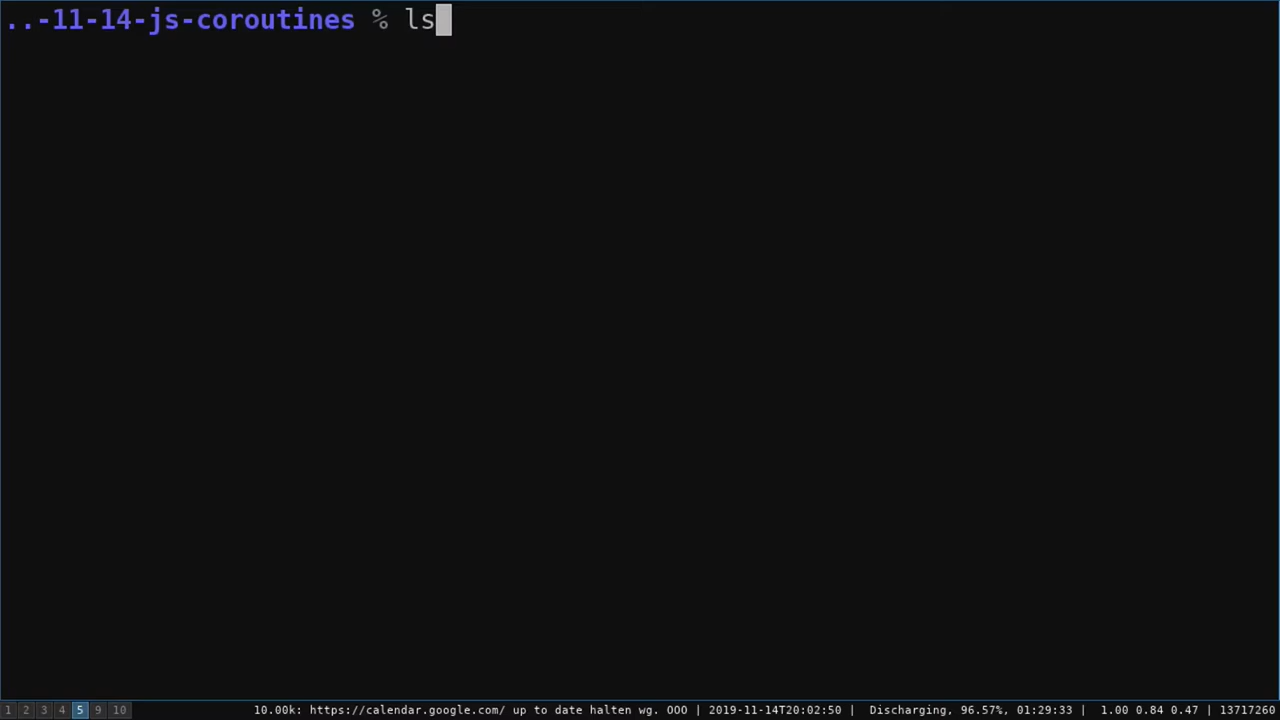 ..-11-14-js-coroutines % ls
1 2 3 4 5 9 10 10.00k: https://calendar.google.com/ up to date halten wg. OOO | 2019-11-14T20:02:50 | Discharging, 96.57%, 01:29:33 | 1.00 0.84 0.47 | 13717260